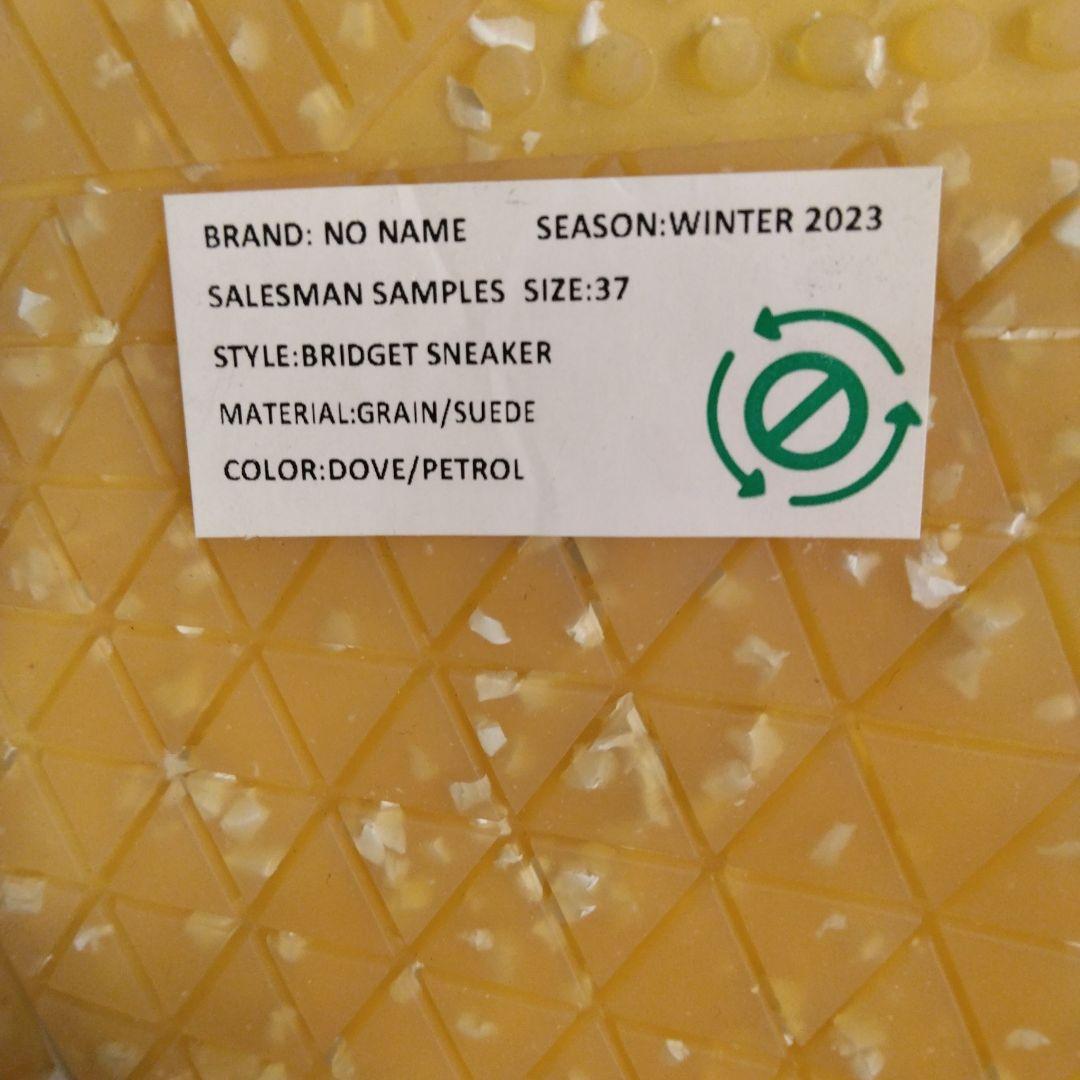 BRAND: NO NAME SEASON:WINTER 2023
SALESMAN SAMPLES SIZE:37
STYLE:BRIDGET SNEAKER
MATERIAL:GRAIN/SUEDE
COLOR:DOVE/PETROL